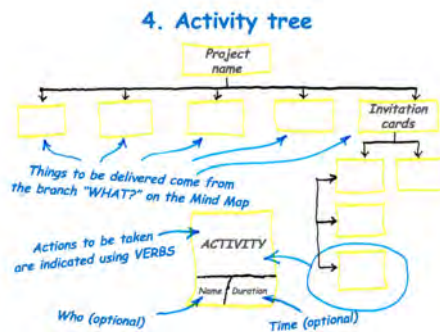 4. Activity tree
Project
name
Invitation
cards
Things to be delivered come from
the branch "WHAT?" on the Mind Map
Actions to be taken
are indicated using VERBS
ACTIVITY
Name
Duration
Who (optional)
Time (optional)